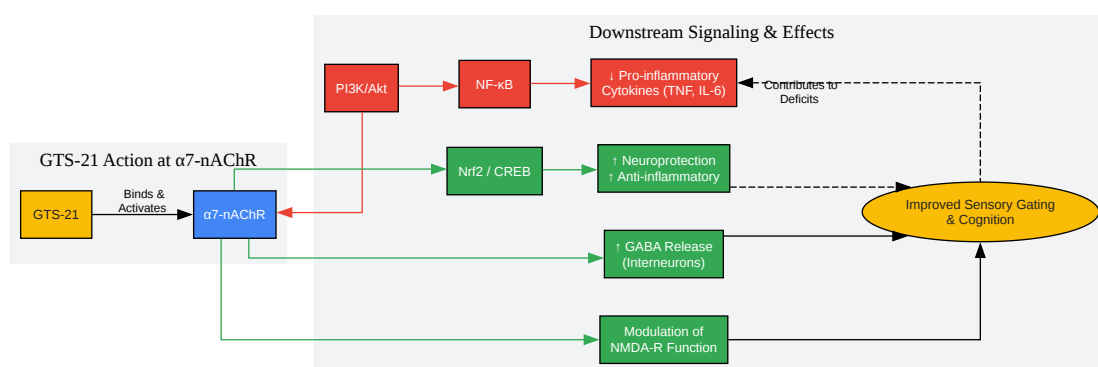 Downstream Signaling & Effects
PI3K/Akt
NF-κB
↓ Pro-inflammatory
Cytokines (TNF, IL-6)
Contributes to
Deficits
GTS-21 Action at α7-nAChR
Nrf2 / CREB
↑ Neuroprotection
↑ Anti-inflammatory
GTS-21
Binds &
Activates
α7-nAChR
Improved Sensory Gating
& Cognition
↑ GABA Release
(Interneurons)
Modulation of
NMDA-R Function